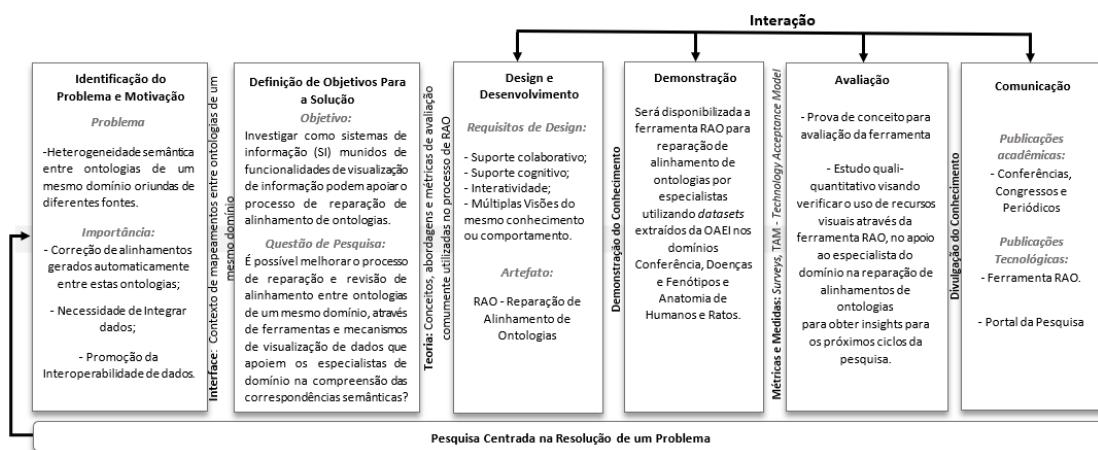 Interação
Identificação do
Problema e Motivação
Problema
-Heterogeneidade semântica
entre ontologias de um
mesmo domínio oriundas de
diferentes fontes.
Importância:
- Correção de alinhamentos
gerados automaticamente
entre estas ontologias;
- Necessidade de Integrar
dados;
- Promoção da
Interoperabilidade de dados.
Interface: Contexto de mapeamentos entre ontologias de um
mesmo domínio
Definição de Objetivos Para
a Solução
Objetivo:
Investigar como sistemas de
informação (SI) munidos de
funcionalidades de visualização
de informação podem apoiar o
processo de reparação de
alinhamento de ontologias.
Questão de Pesquisa:
É possível melhorar o processo
de reparação e revisão de
alinhamento entre ontologias
de um mesmo domínio, através
de ferramentas e mecanismos
de visualização de dados que
apoiem os especialistas de
domínio na compreensão das
correspondências semânticas?
Teoria: Conceitos, abordagens e métricas de avaliação
comumente utilizadas no processo de RAO
Design e
Desenvolvimento
Requisitos de Design:
- Suporte colaborativo;
- Suporte cognitivo;
- Interatividade;
- Múltiplas Visões do
mesmo conhecimento
ou comportamento.
Artefato:
RAO - Reparação de
Alinhamento de
Ontologias
Demonstração do Conhecimento
Demonstração
Será disponibilizada a
ferramenta RAO para
reparação de
alinhamento de
ontologias por
especialistas
utilizando datasets
extraídos da OAEI nos
domínios
Conferência, Doenças
e Fenótipos e
Anatomia de
Humanos e Ratos.
Métricas e Medidas: Surveys, TAM - Technology Acceptance Model
Avaliação
- Prova de conceito para
avaliação da ferramenta
- Estudo quali-
quantitativo visando
verificar o uso de recursos
visuais através da
ferramenta RAO, no apoio
ao especialista do
domínio na reparação de
alinhamentos de
ontologias
para obter insights para
os próximos ciclos da
pesquisa.
Divulgação do Conhecimento
Comunicação
Publicações
acadêmicas:
- Conferências,
Congressos e
Periódicos
Publicações
Tecnológicas:
- Ferramenta RAO.
- Portal da Pesquisa
Pesquisa Centrada na Resolução de um Problema